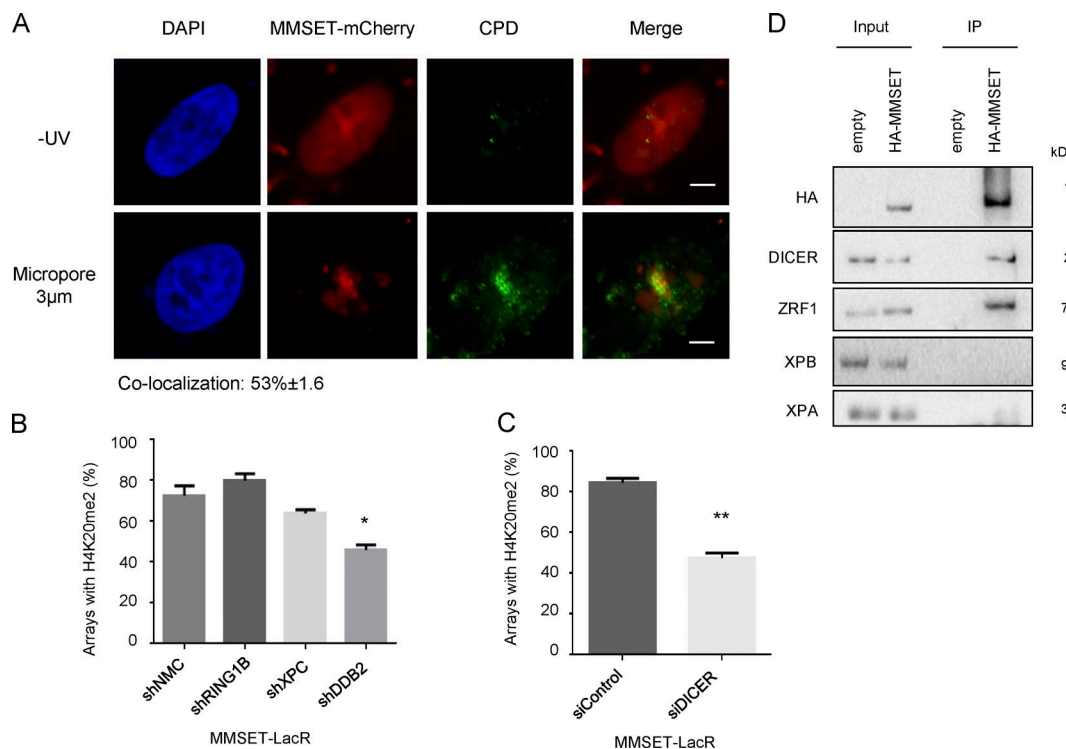 A
DAPI MMSET-mCherry CPD Merge
-UV
Micropore
3µm
Co-localization: 53%±1.6
B
Arrays with H4K20me2 (%)
100
80
60
40
20
0
*
shNMC shRING1B shXPC shDDB2
MMSET-LacR
C
Arrays with H4K20me2 (%)
100
80
60
40
20
0
**
siControl siDICER
MMSET-LacR
D
Input IP
empty HA-MMSET empty HA-MMSET
HA
DICER
ZRF1
XPB
XPA